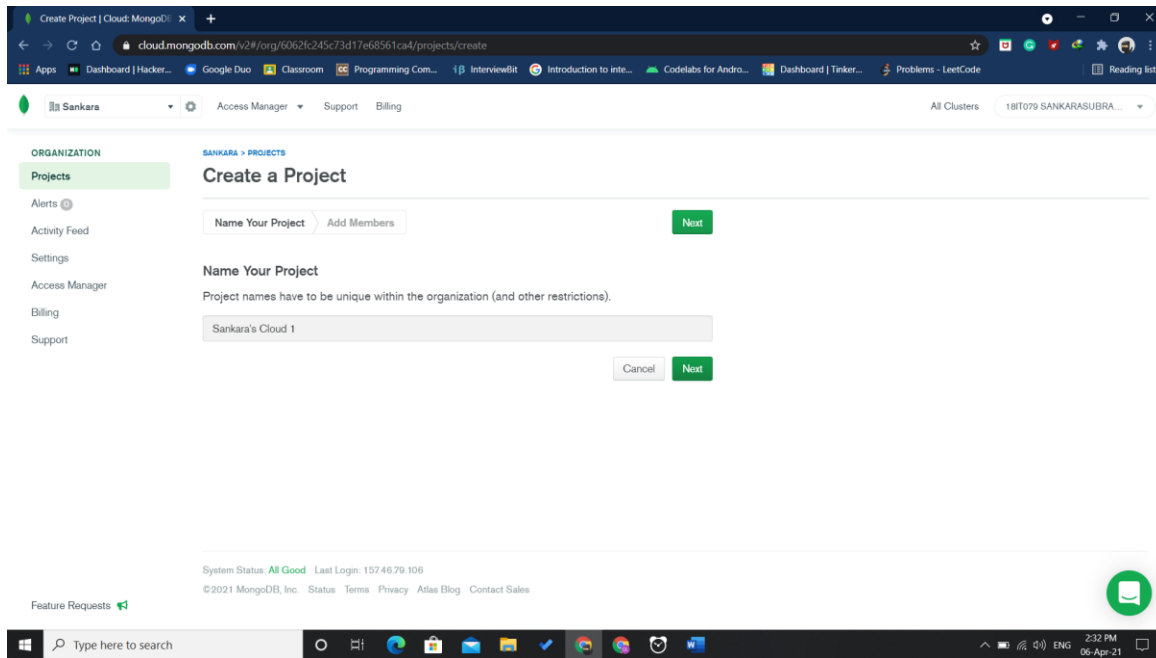 Create Project | Cloud: MongoDB
cloud.mongodb.com/v2#/org/6062fc245c73d17e68561ca4/projects/create
Apps Dashboard | Hacker... Google Duo Classroom Programming Com... InterviewBit Introduction to inte... Codelabs for Andro... Dashboard | Tinker... Problems - LeetCode Reading list
Sankara Access Manager Support Billing All Clusters 18IT079 SANKARASUBRA...
ORGANIZATION
Projects
Alerts 0
Activity Feed
Settings
Access Manager
Billing
Support
Feature Requests
SANKARA > PROJECTS
Create a Project
Name Your Project Add Members Next
Name Your Project
Project names have to be unique within the organization (and other restrictions).
Sankara's Cloud 1
Cancel Next
System Status: All Good Last Login: 157.46.79.106
©2021 MongoDB, Inc. Status Terms Privacy Atlas Blog Contact Sales
Type here to search ENG 2:32 PM
06-Apr-21